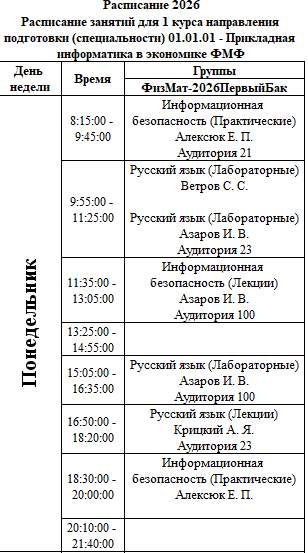 Расписание 2026
Расписание занятий для 1 курса направления
подготовки (специальности) 01.01.01 - Прикладная
информатика в экономике ФМФ
День
недели
Время
Группы
ФизМат-2026ПервыйБак
Понедельник
8:15:00 -
9:45:00
Информационная
безопасность (Практические)
Алексюк Е. П.
Аудитория 21
9:55:00 -
11:25:00
Русский язык (Лабораторные)
Ветров С. С.
Русский язык (Лабораторные)
Азаров И. В.
Аудитория 23
11:35:00 -
13:05:00
Информационная
безопасность (Лекции)
Азаров И. В.
Аудитория 100
13:25:00 -
14:55:00
15:05:00 -
16:35:00
Русский язык (Лабораторные)
Азаров И. В.
Аудитория 100
16:50:00 -
18:20:00
Русский язык (Лекции)
Крицкий А. Я.
Аудитория 23
18:30:00 -
20:00:00
Информационная
безопасность (Практические)
Алексюк Е. П.
20:10:00 -
21:40:00